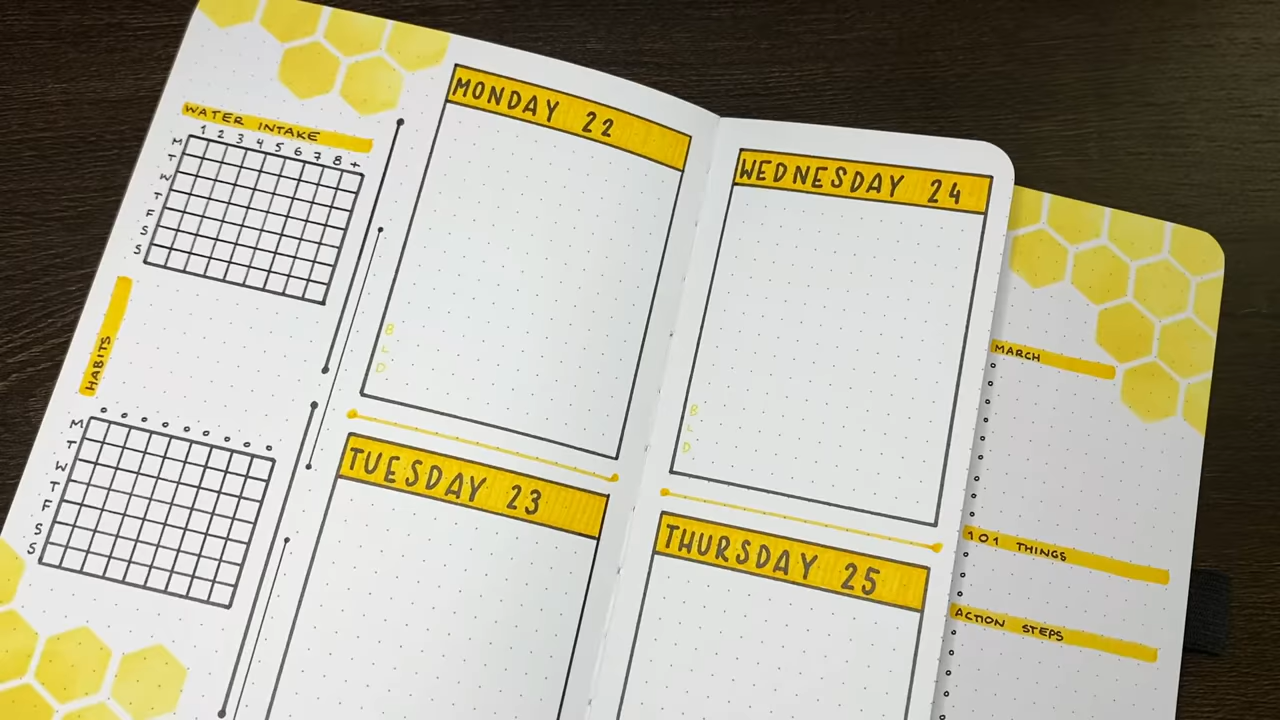 WATER INTAKE
1 2 3 4 5 6 7 8 +
M
T
W
T
F
S
S
HABITS
M
T
W
T
F
S
S
MONDAY 22
B
L
D
TUESDAY 23
WEDNESDAY 24
B
L
D
THURSDAY 25
MARCH
101 THINGS
ACTION STEPS